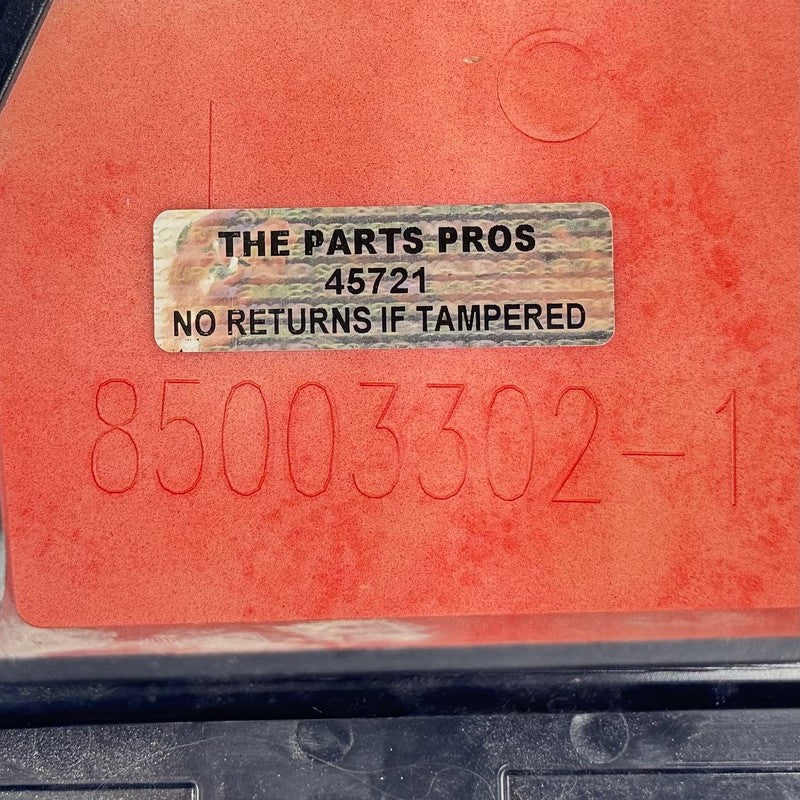 THE PARTS PROS
45721
NO RETURNS IF TAMPERED
85003302-1